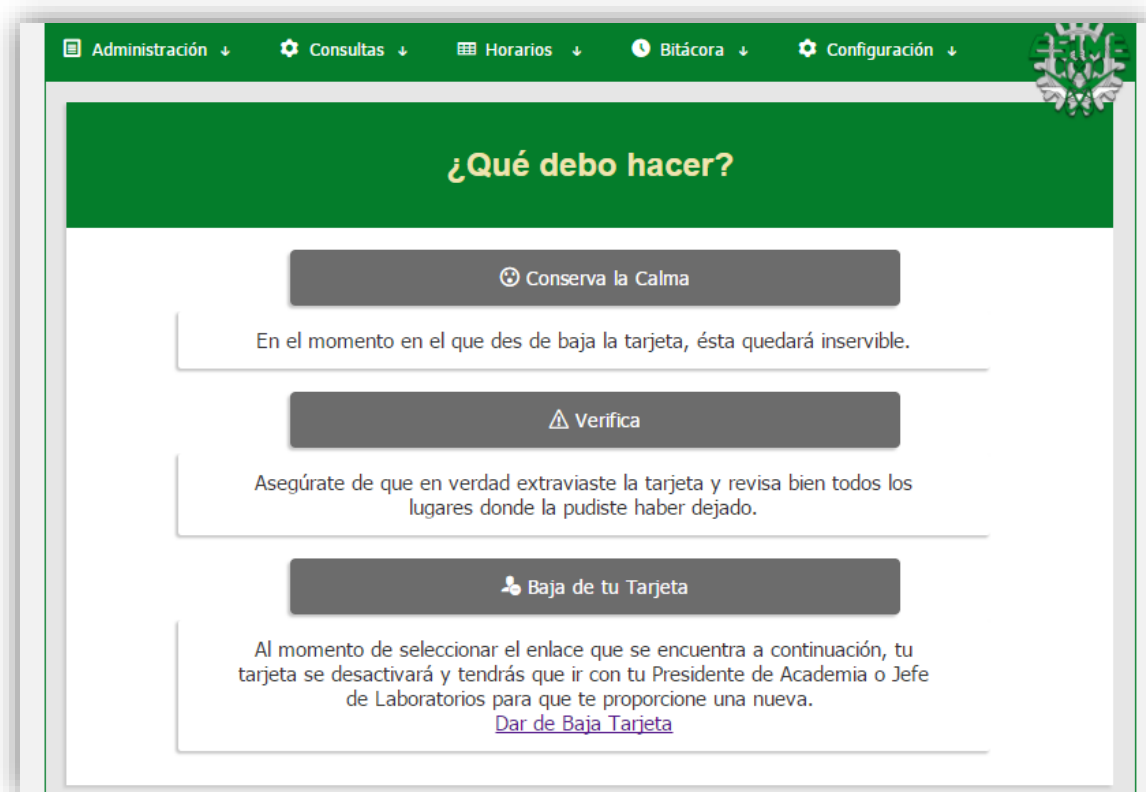 Administración ↓ Consultas ↓ Horarios ↓ Bitácora ↓ Configuración ↓
¿Qué debo hacer?
Conserva la Calma
En el momento en el que des de baja la tarjeta, ésta quedará inservible.
Verifica
Asegúrate de que en verdad extraviaste la tarjeta y revisa bien todos los
lugares donde la pudiste haber dejado.
Baja de tu Tarjeta
Al momento de seleccionar el enlace que se encuentra a continuación, tu
tarjeta se desactivará y tendrás que ir con tu Presidente de Academia o Jefe
de Laboratorios para que te proporcione una nueva.
Dar de Baja Tarjeta